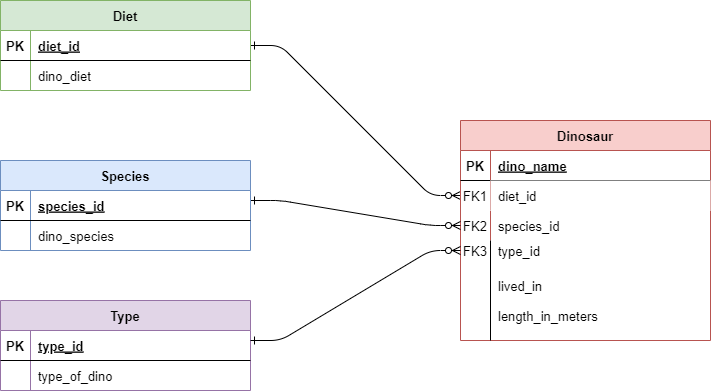 Diet
PK diet_id
dino_diet
Species
PK species_id
dino_species
Type
PK type_id
type_of_dino
Dinosaur
PK dino_name
FK1 diet_id
FK2 species_id
FK3 type_id
lived_in
length_in_meters